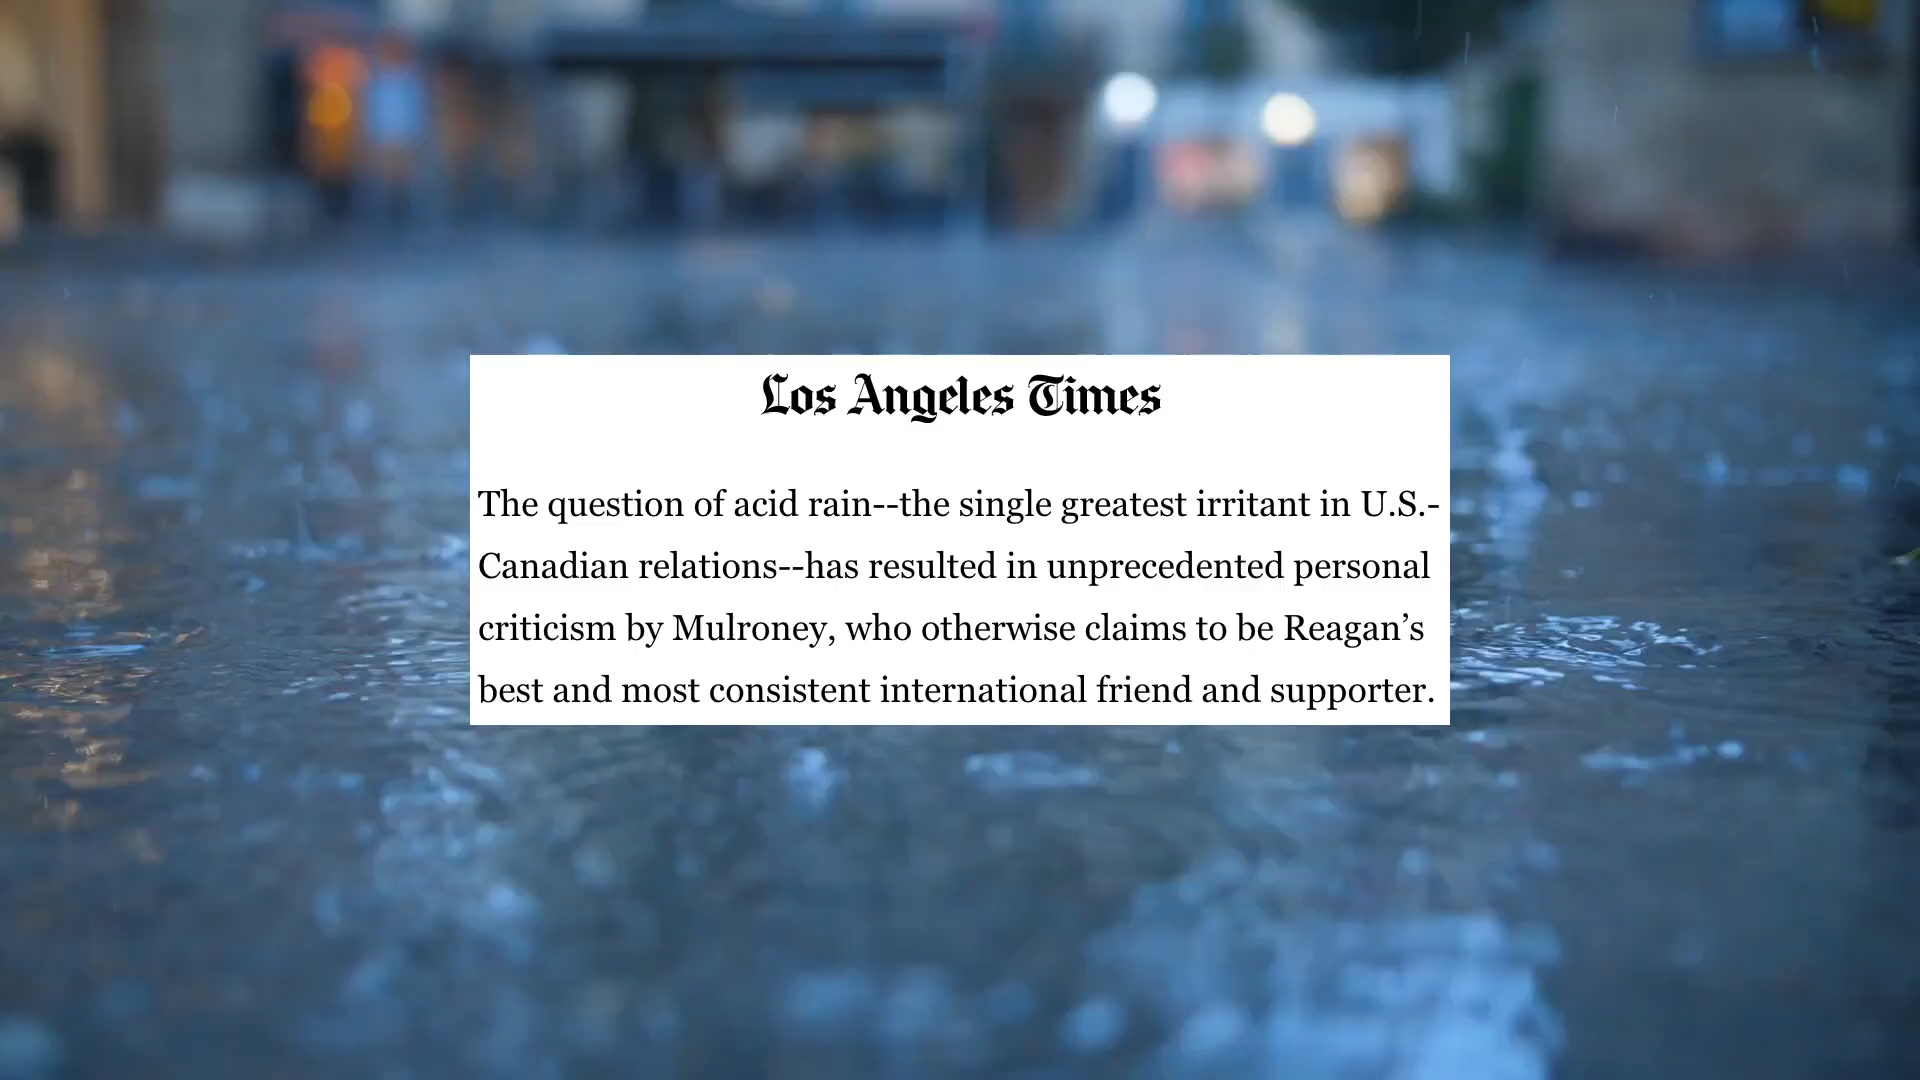 Los Angeles Times
The question of acid rain--the single greatest irritant in U.S.-
Canadian relations--has resulted in unprecedented personal
criticism by Mulroney, who otherwise claims to be Reagan’s
best and most consistent international friend and supporter.